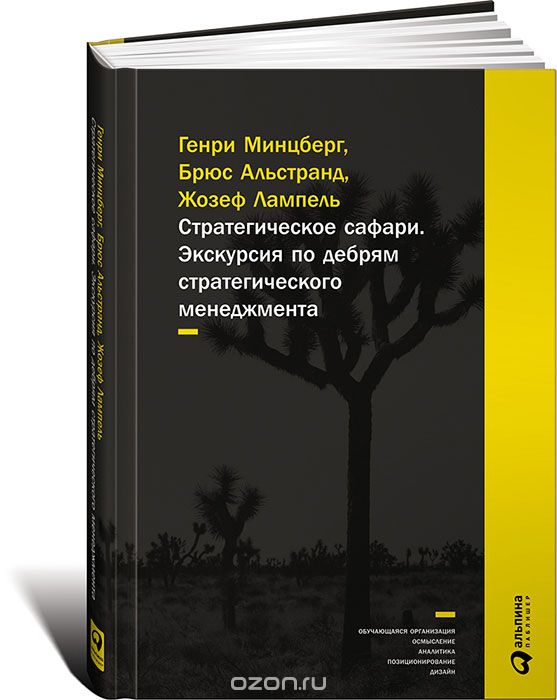 Генри Минцберг,
Брюс Альстранд,
Жозеф Лампель
Стратегическое сафари.
Экскурсия по дебрям
стратегического
менеджмента
ОБУЧАЮЩАЯСЯ ОРГАНИЗАЦИЯ
ОСМЫСЛЕНИЕ
АНАЛИТИКА
ПОЗИЦИОНИРОВАНИЕ
ДИЗАЙН
альпина
ПАБЛИШЕР
Генри Минцберг, Брюс Альстранд, Жозеф Лампель
Стратегическое сафари. Экскурсия по дебрям стратегического менеджмента
ozon.ru